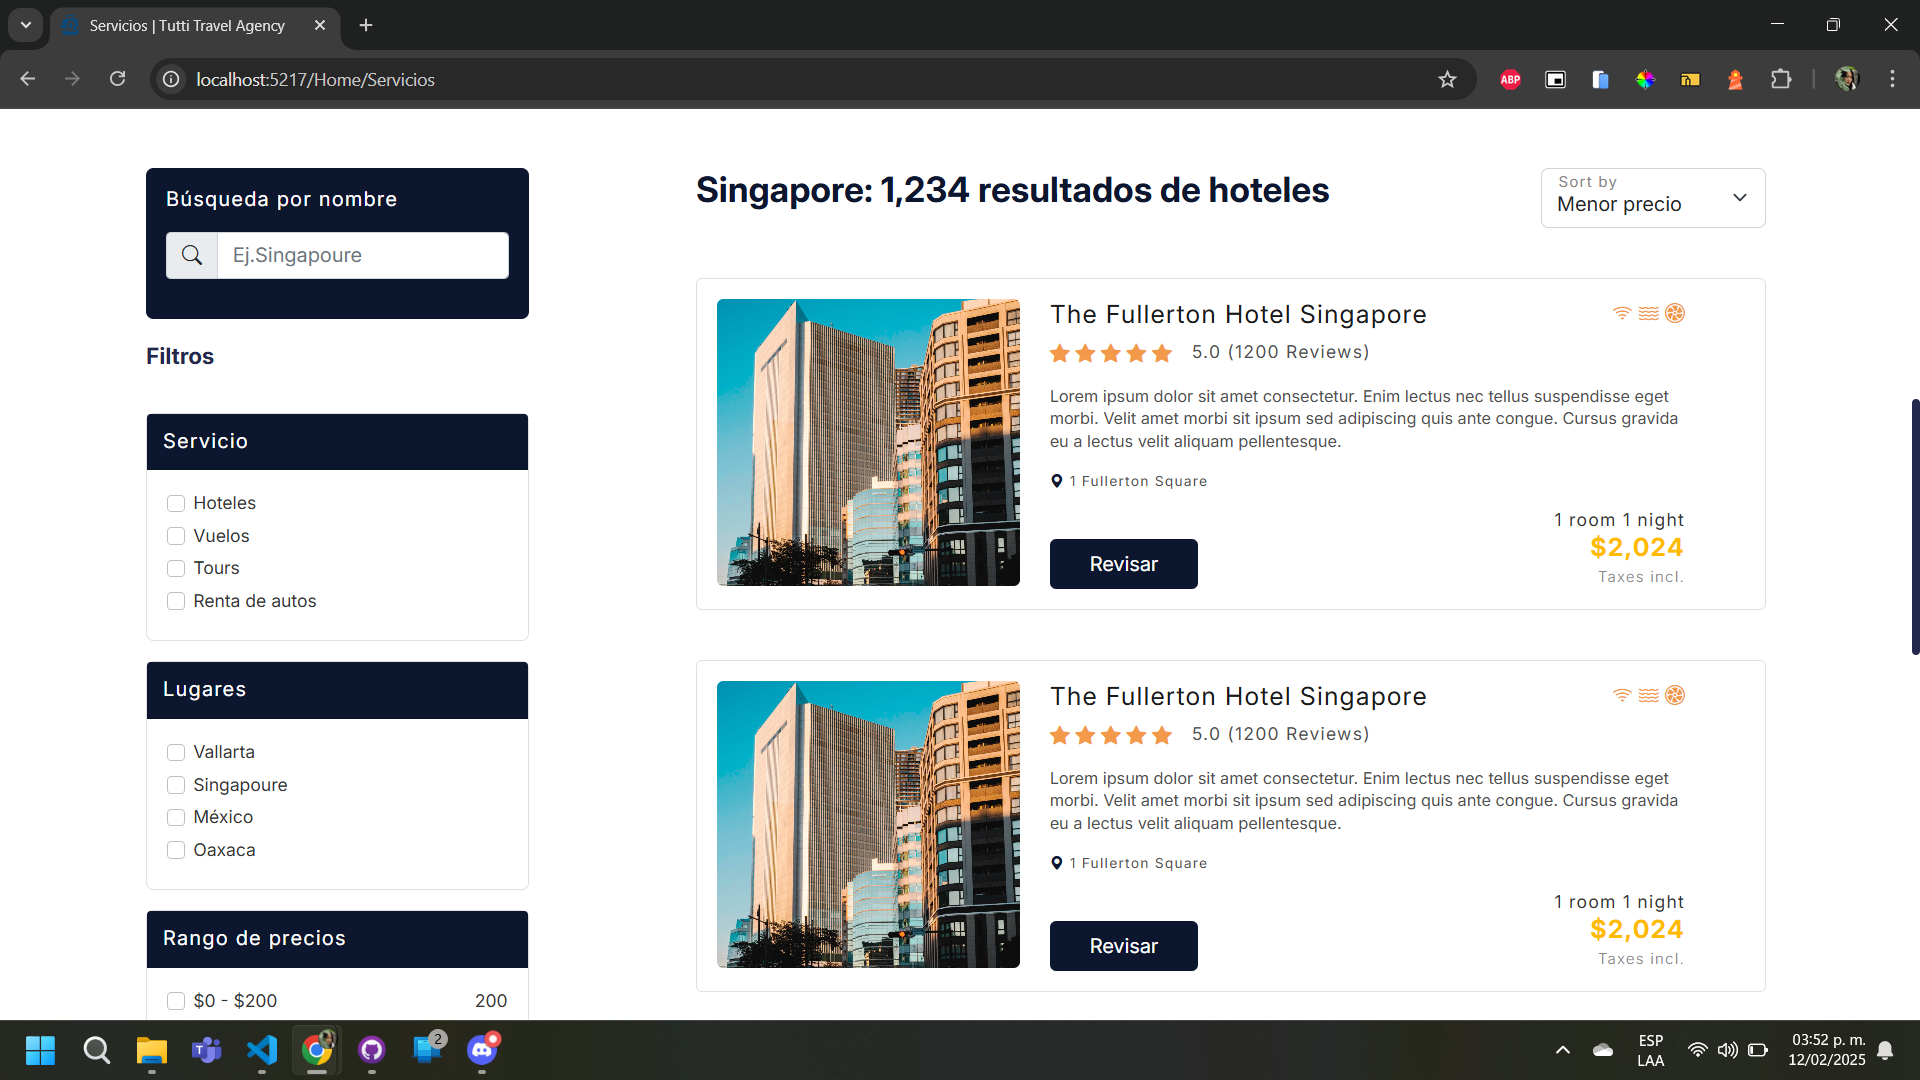 Servicios | Tutti Travel Agency
localhost:5217/Home/Servicios
ABP
Búsqueda por nombre
Ej.Singapoure
Filtros
Servicio
Hoteles
Vuelos
Tours
Renta de autos
Lugares
Vallarta
Singapoure
México
Oaxaca
Rango de precios
$0 - $200 200
Singapore: 1,234 resultados de hoteles
Sort by
Menor precio
The Fullerton Hotel Singapore
5.0 (1200 Reviews)
Lorem ipsum dolor sit amet consectetur. Enim lectus nec tellus suspendisse eget
morbi. Velit amet morbi sit ipsum sed adipiscing quis ante congue. Cursus gravida
eu a lectus velit aliquam pellentesque.
1 Fullerton Square
1 room 1 night
$2,024
Taxes incl.
Revisar
The Fullerton Hotel Singapore
5.0 (1200 Reviews)
Lorem ipsum dolor sit amet consectetur. Enim lectus nec tellus suspendisse eget
morbi. Velit amet morbi sit ipsum sed adipiscing quis ante congue. Cursus gravida
eu a lectus velit aliquam pellentesque.
1 Fullerton Square
1 room 1 night
$2,024
Taxes incl.
Revisar
2
ESP
LAA
03:52 p. m.
12/02/2025